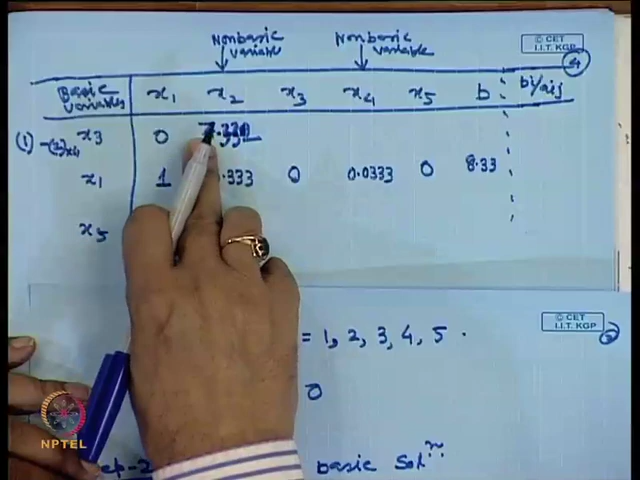 Nonbasic variable Nonbasic variable
© CET I.I.T. KGP
4
Basic variables x₁ x₂ x₃ x₄ x₅ b bi/aij
x₃ 0
x₁ 1 .333 0 0.0333 0 8.33
x₅
© CET I.I.T. KGP
= 1, 2, 3, 4, 5 .
0
ep-2 basic Solⁿ.
NPTEL